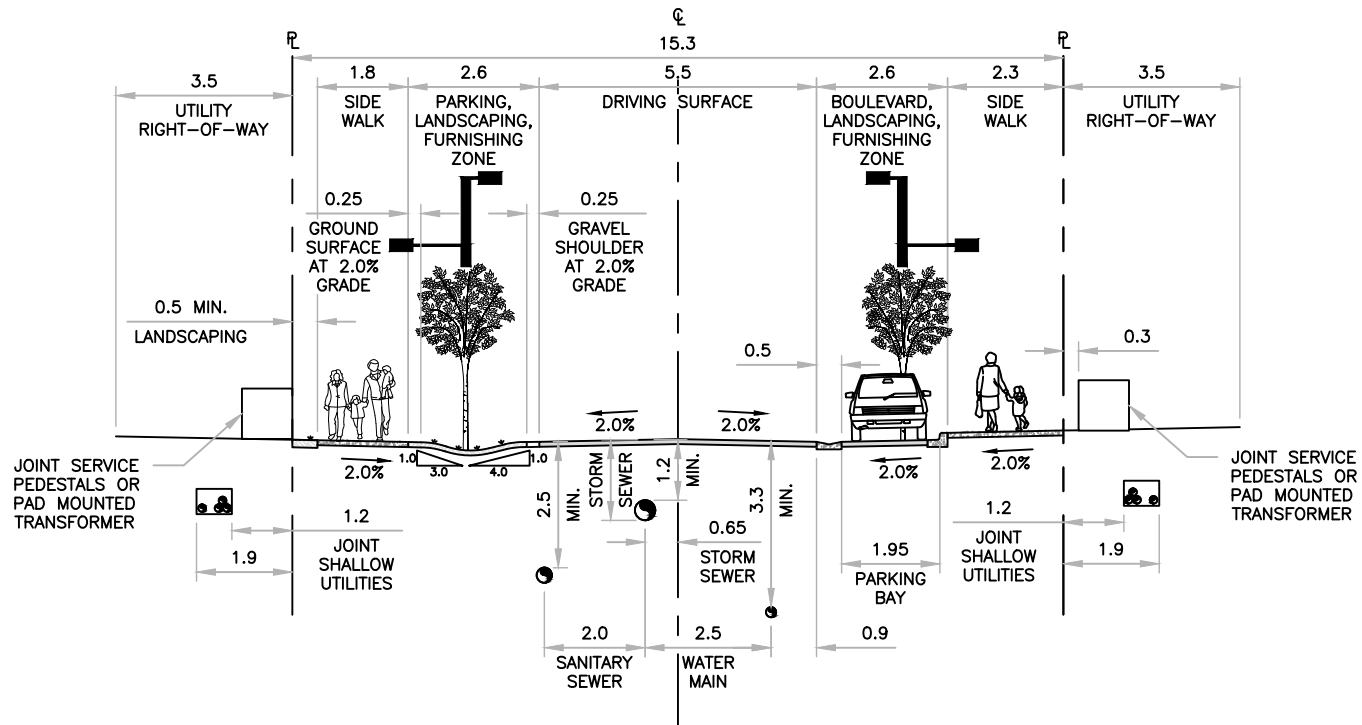 ℄
℄
℄
15.3
3.5
1.8
2.6
5.5
2.6
2.3
3.5
UTILITY
RIGHT-OF-WAY
SIDE
WALK
PARKING,
LANDSCAPING,
FURNISHING
ZONE
DRIVING SURFACE
BOULEVARD,
LANDSCAPING,
FURNISHING
ZONE
SIDE
WALK
UTILITY
RIGHT-OF-WAY
0.25
GROUND
SURFACE
AT 2.0%
GRADE
0.25
GRAVEL
SHOULDER
AT 2.0%
GRADE
0.5 MIN.
LANDSCAPING
0.5
0.3
2.0%
2.0%
2.0%
1.0
3.0
4.0
1.0
2.0%
2.0%
JOINT SERVICE
PEDESTALS OR
PAD MOUNTED
TRANSFORMER
2.5
MIN.
STORM
SEWER
1.2
MIN.
3.3
MIN.
JOINT SERVICE
PEDESTALS OR
PAD MOUNTED
TRANSFORMER
1.2
JOINT
SHALLOW
UTILITIES
1.9
0.65
STORM
SEWER
1.95
PARKING
BAY
1.2
JOINT
SHALLOW
UTILITIES
1.9
2.0
SANITARY
SEWER
2.5
WATER
MAIN
0.9